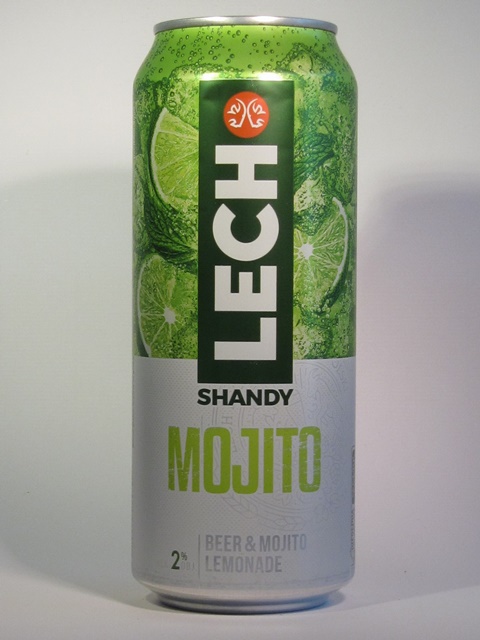 LECH
SHANDY
MOJITO
2%
BEER & MOJITO
LEMONADE